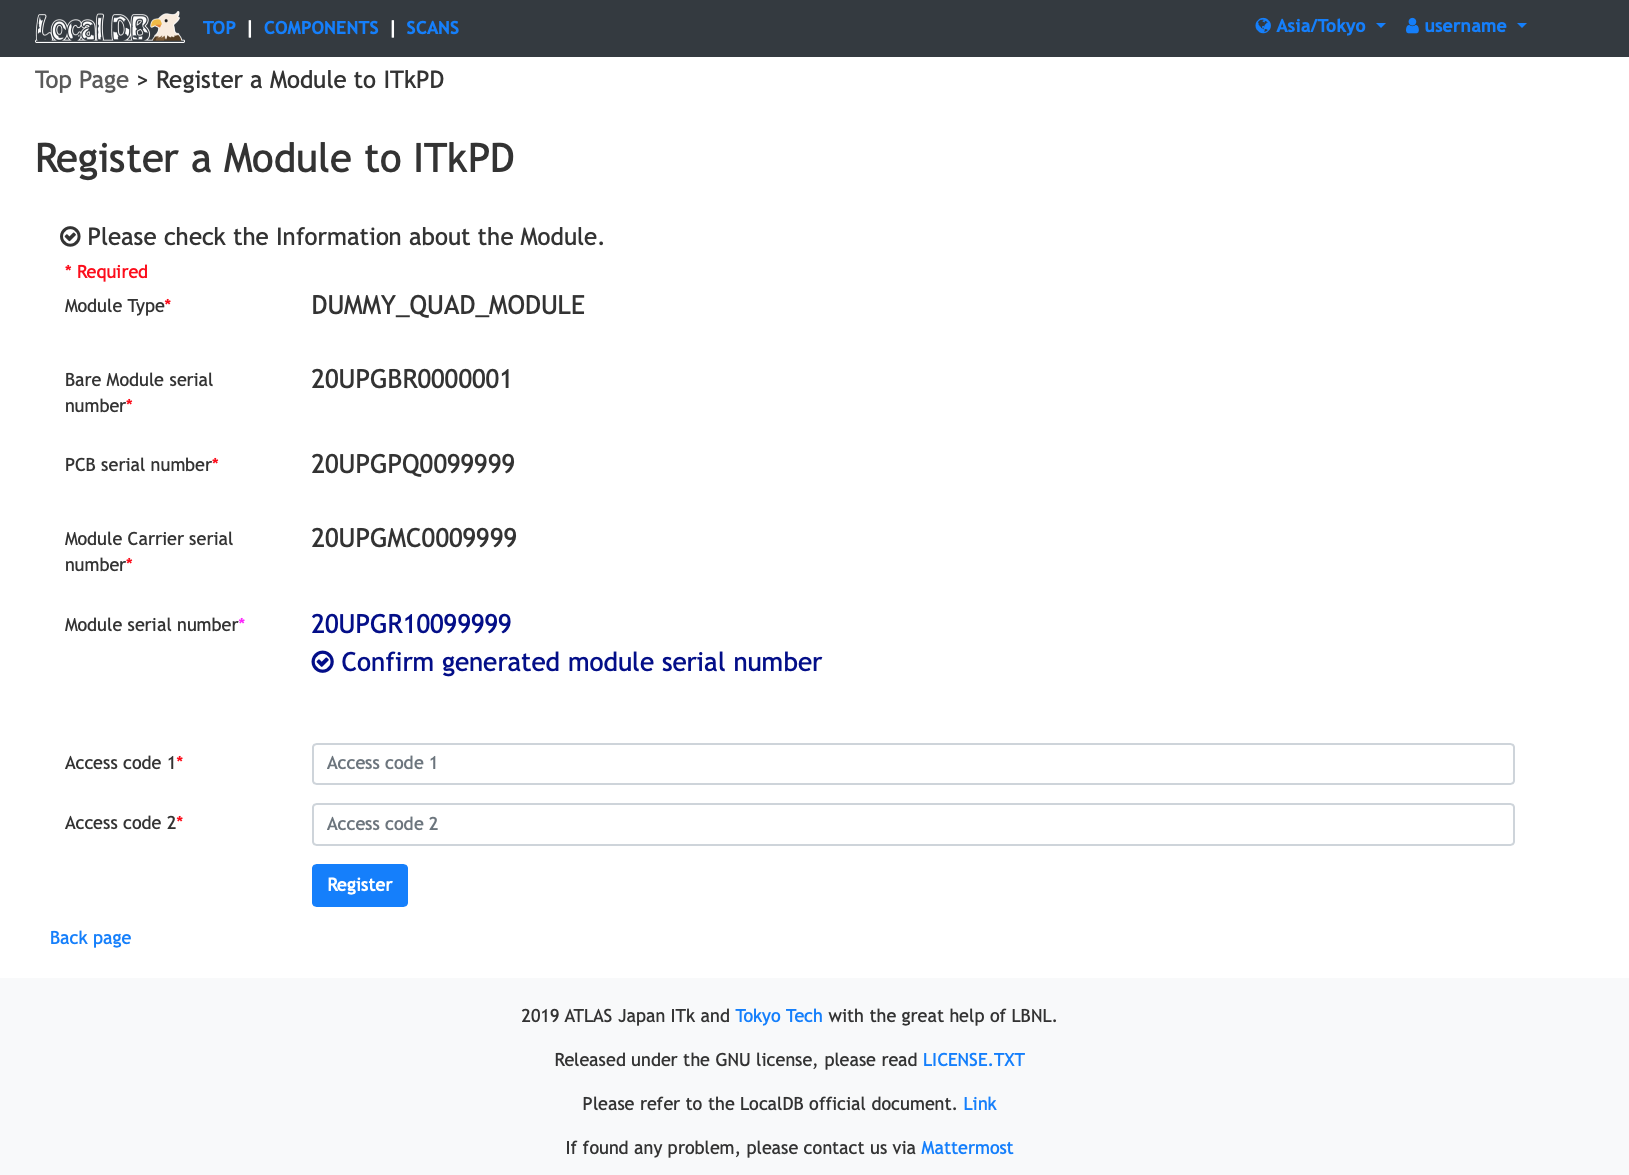 LocalDB TOP | COMPONENTS | SCANS Asia/Tokyo username
Top Page > Register a Module to ITkPD
Register a Module to ITkPD
Please check the Information about the Module.
* Required
Module Type* DUMMY_QUAD_MODULE
Bare Module serial number* 20UPGBR0000001
PCB serial number* 20UPGPQ0099999
Module Carrier serial number* 20UPGMC0009999
Module serial number* 20UPGR10099999
Confirm generated module serial number
Access code 1* Access code 1
Access code 2* Access code 2
Register
Back page
2019 ATLAS Japan ITk and Tokyo Tech with the great help of LBNL.
Released under the GNU license, please read LICENSE.TXT
Please refer to the LocalDB official document. Link
If found any problem, please contact us via Mattermost